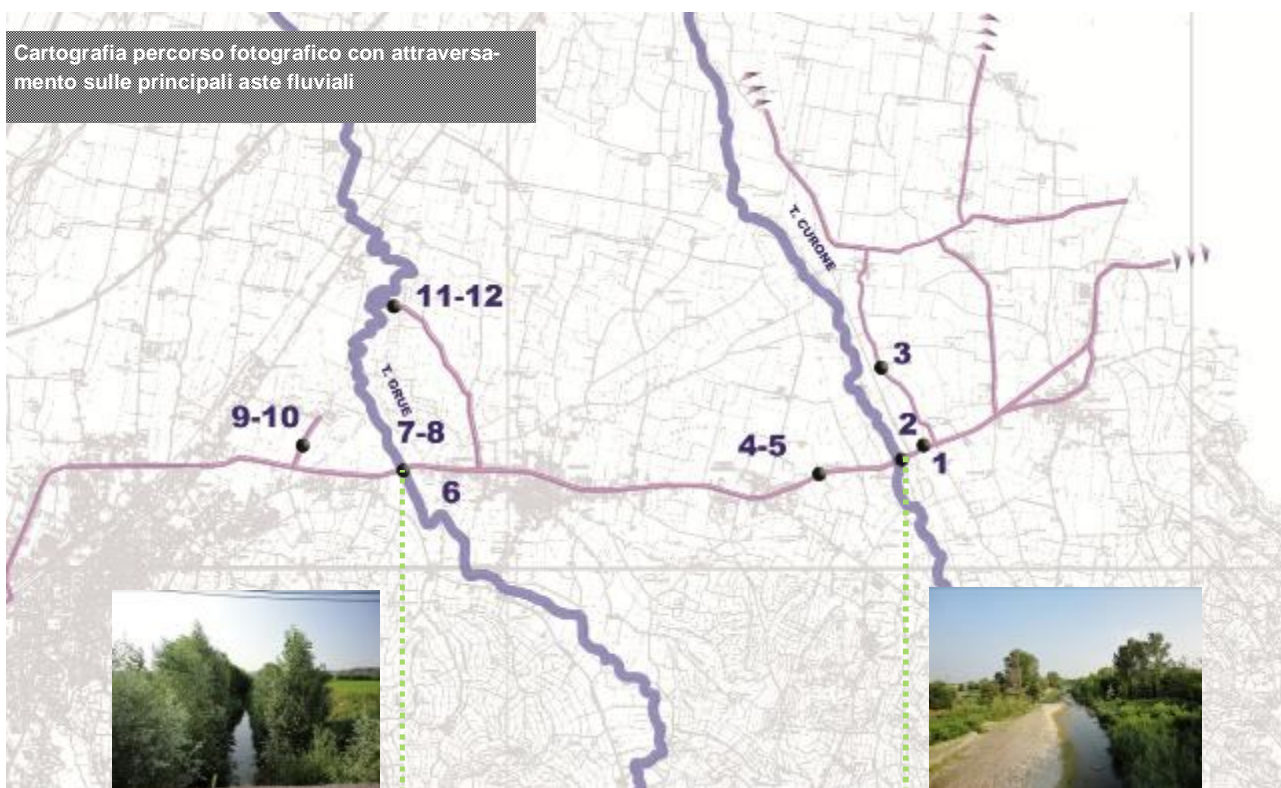 Cartografia percorso fotografico con attraversa-
mento sulle principali aste fluviali
T. CURONE
11-12
3
T. GRUE
9-10
7-8
2
4-5
1
6